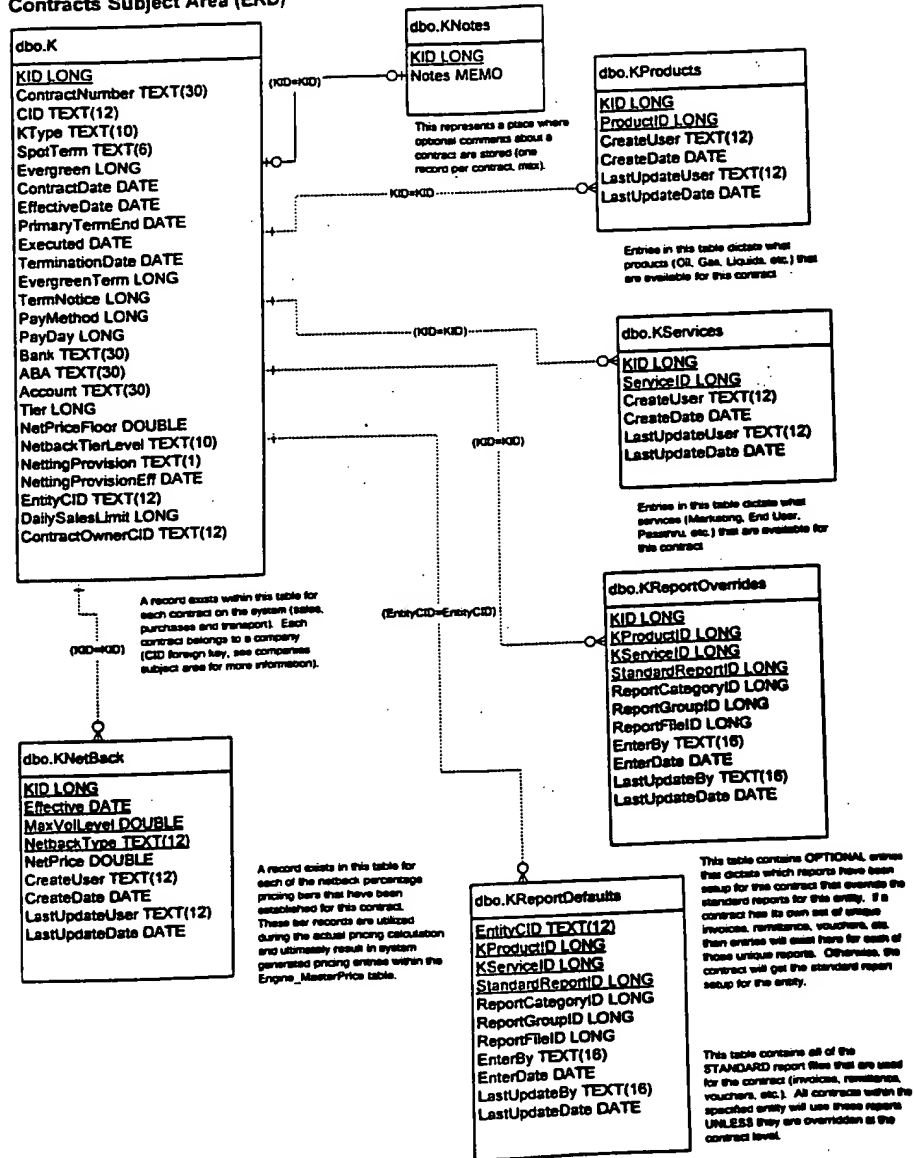 Contracts Subject Area (ERD)
dbo.K
KID LONG
ContractNumber TEXT(30)
CID TEXT(12)
KType TEXT(10)
SpotTerm TEXT(6)
Evergreen LONG
ContractDate DATE
EffectiveDate DATE
PrimaryTermEnd DATE
Executed DATE
TerminationDate DATE
EvergreenTerm LONG
TermNotice LONG
PayMethod LONG
PayDay LONG
Bank TEXT(30)
ABA TEXT(30)
Account TEXT(30)
Tier LONG
NetPriceFloor DOUBLE
NetbackTierLevel TEXT(10)
NettingProvision TEXT(1)
NettingProvisionEff DATE
EntityCID TEXT(12)
DailySalesLimit LONG
ContractOwnerCID TEXT(12)
A record exists within this table for
each contract on the system (sales,
purchases and transport). Each
contract belongs to a company
(CID foreign key, see companies
subject area for more information).
(KID=KID)
dbo.KNotes
KID LONG
Notes MEMO
This represents a place where
optional comments about a
contract are stored (one
record per contract, max).
(KID=KID)
dbo.KProducts
KID LONG
ProductID LONG
CreateUser TEXT(12)
CreateDate DATE
LastUpdateUser TEXT(12)
LastUpdateDate DATE
Entries in this table dictate what
products (Oil, Gas, Liquids, etc.) that
are available for this contract
(KID=KID)
dbo.KServices
KID LONG
ServiceID LONG
CreateUser TEXT(12)
CreateDate DATE
LastUpdateUser TEXT(12)
LastUpdateDate DATE
Entries in this table dictate what
services (Marketing, End User,
Passthru, etc.) that are available for
this contract
(KID=KID)
dbo.KReportOverrides
KID LONG
KProductID LONG
KServiceID LONG
StandardReportID LONG
ReportCategoryID LONG
ReportGroupID LONG
ReportFileID LONG
EnterBy TEXT(16)
EnterDate DATE
LastUpdateBy TEXT(16)
LastUpdateDate DATE
This table contains OPTIONAL entries
that dictate which reports have been
setup for this contract that override the
standard reports for this entity. If a
contract has its own set of unique
invoices, remittance, vouchers, etc.
then entries will exist here for each of
those unique reports. Otherwise, the
contract will get the standard report
setup for the entity.
(KID=KID)
dbo.KNetBack
KID LONG
Effective DATE
MaxVolLevel DOUBLE
NetbackType TEXT(12)
NetPrice DOUBLE
CreateUser TEXT(12)
CreateDate DATE
LastUpdateUser TEXT(12)
LastUpdateDate DATE
A record exists in this table for
each of the netback percentage
pricing tiers that have been
established for this contract.
These tier records are utilized
during the actual pricing calculation
and ultimately result in system
generated pricing entries within the
Engine_MasterPrice table.
(EntityCID=EntityCID)
dbo.KReportDefaults
EntityCID TEXT(12)
KProductID LONG
KServiceID LONG
StandardReportID LONG
ReportCategoryID LONG
ReportGroupID LONG
ReportFileID LONG
EnterBy TEXT(16)
EnterDate DATE
LastUpdateBy TEXT(16)
LastUpdateDate DATE
This table contains all of the
STANDARD report files that are used
for the contract (invoices, remittance,
vouchers, etc.). All contracts within the
specified entity will use these reports
UNLESS they are overridden at the
contract level.